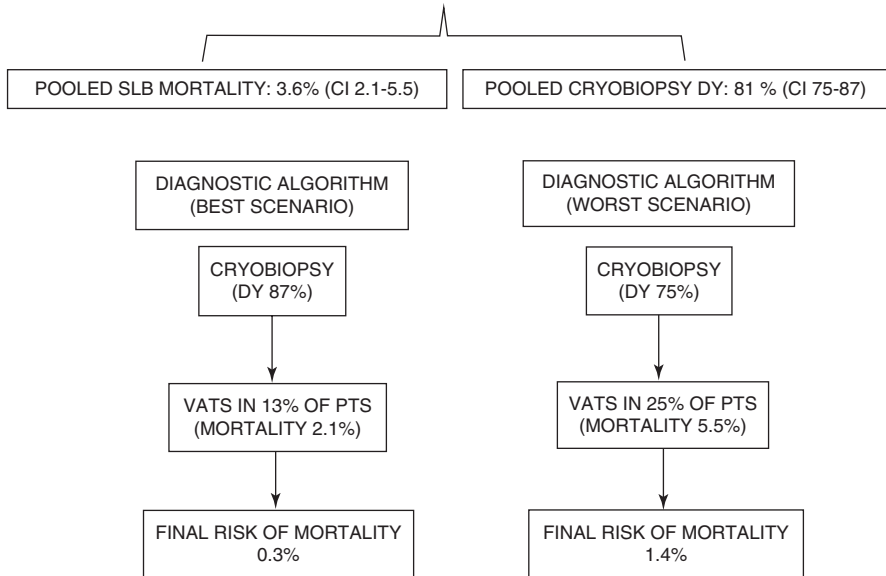 POOLED SLB MORTALITY: 3.6% (CI 2.1-5.5)
POOLED CRYOBIOPSY DY: 81 % (CI 75-87)
DIAGNOSTIC ALGORITHM
(BEST SCENARIO)
CRYOBIOPSY
(DY 87%)
VATS IN 13% OF PTS
(MORTALITY 2.1%)
FINAL RISK OF MORTALITY
0.3%
DIAGNOSTIC ALGORITHM
(WORST SCENARIO)
CRYOBIOPSY
(DY 75%)
VATS IN 25% OF PTS
(MORTALITY 5.5%)
FINAL RISK OF MORTALITY
1.4%